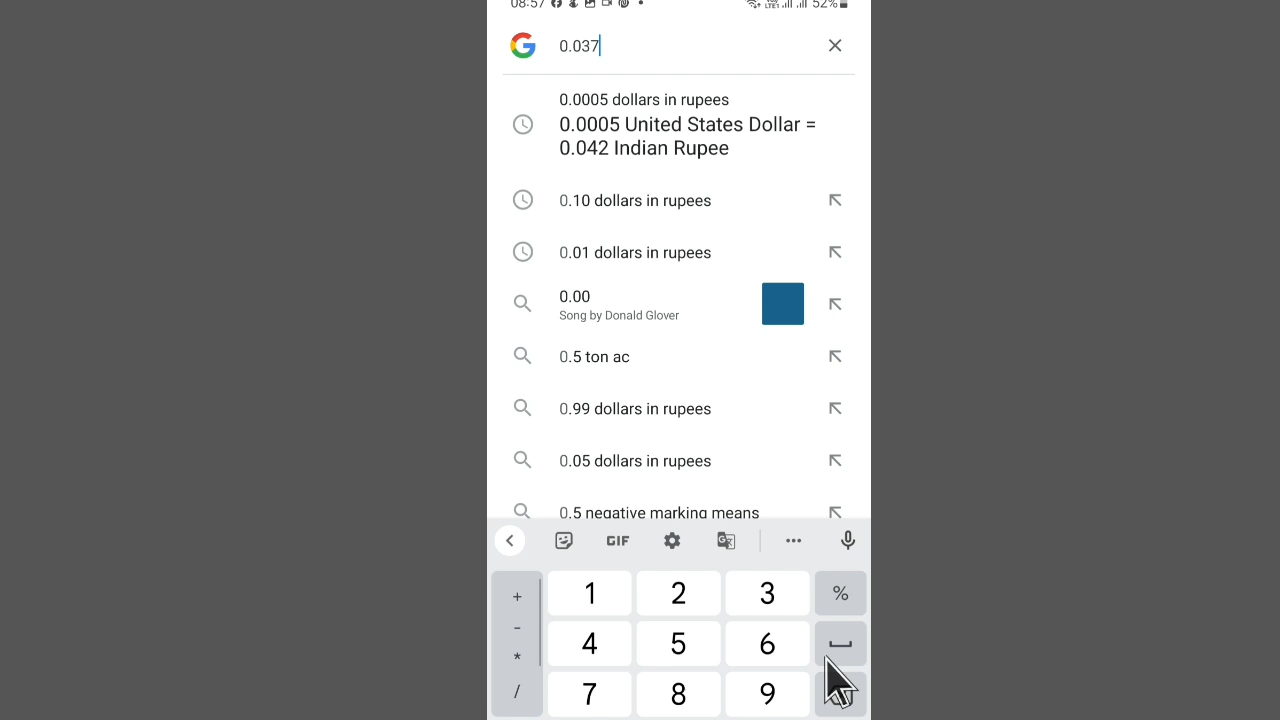 08:57 52%
0.037
0.0005 dollars in rupees
0.0005 United States Dollar =
0.042 Indian Rupee
0.10 dollars in rupees
0.01 dollars in rupees
0.00
Song by Donald Glover
0.5 ton ac
0.99 dollars in rupees
0.05 dollars in rupees
0.5 negative marking means
GIF
+ 1 2 3 %
-
4 5 6
*
/ 7 8 9